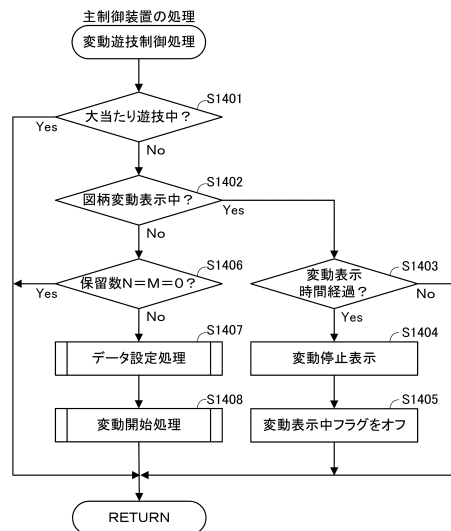 主制御装置の処理
変動遊技制御処理
S1401
大当たり遊技中？
Yes
No
S1402
図柄変動表示中？
Yes
No
S1406
保留数N＝M＝0？
Yes
No
S1403
変動表示
時間経過？
No
Yes
S1407
データ設定処理
S1404
変動停止表示
S1408
変動開始処理
S1405
変動表示中フラグをオフ
RETURN